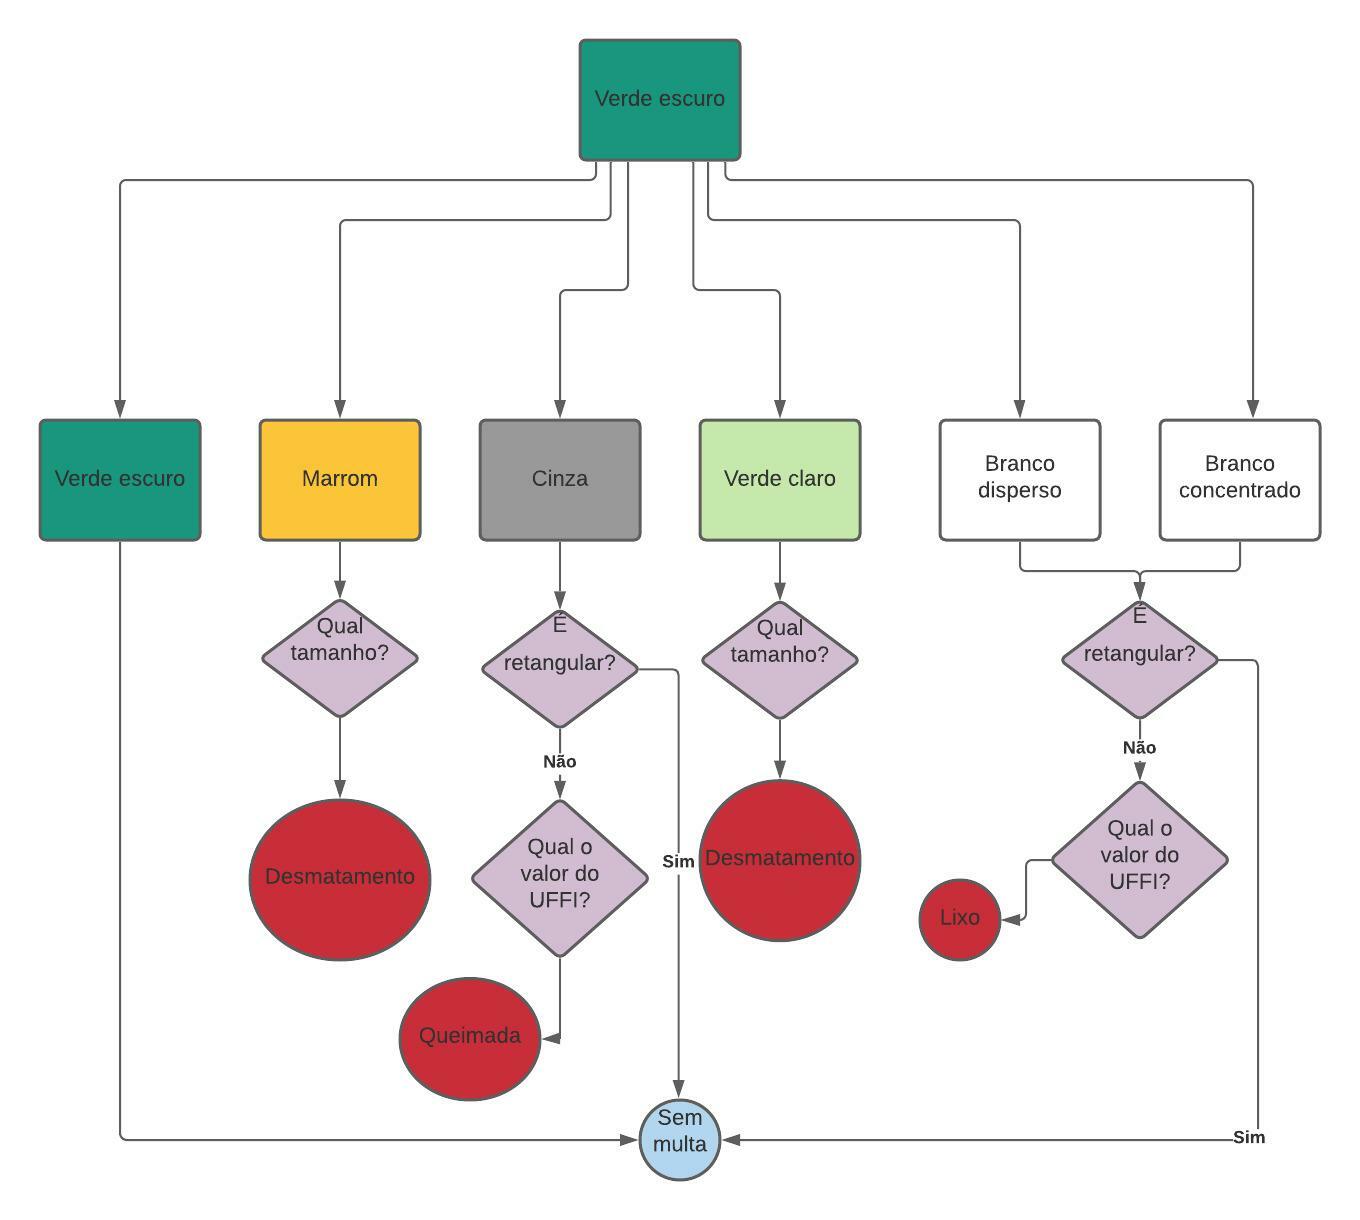 Verde escuro
Verde escuro
Marrom
Cinza
Verde claro
Branco
disperso
Branco
concentrado
Qual
tamanho?
É
retangular?
Qual
tamanho?
É
retangular?
Não
Não
Desmatamento
Qual o
valor do
UFFI?
Sim
Desmatamento
Qual o
valor do
UFFI?
Lixo
Queimada
Sem
multa
Sim